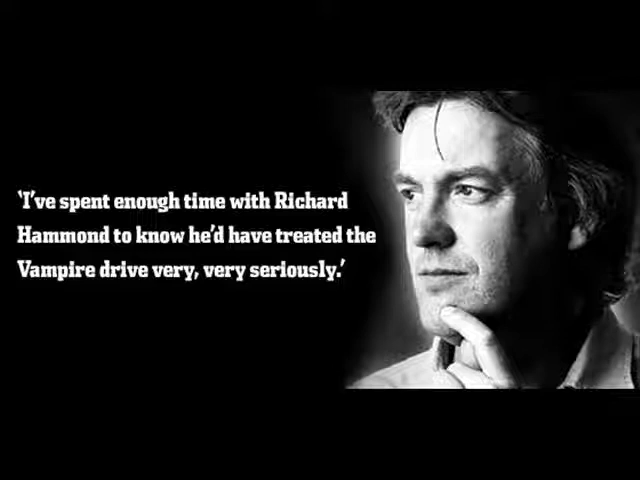 ‘I’ve spent enough time with Richard
Hammond to know he’d have treated the
Vampire drive very, very seriously.’